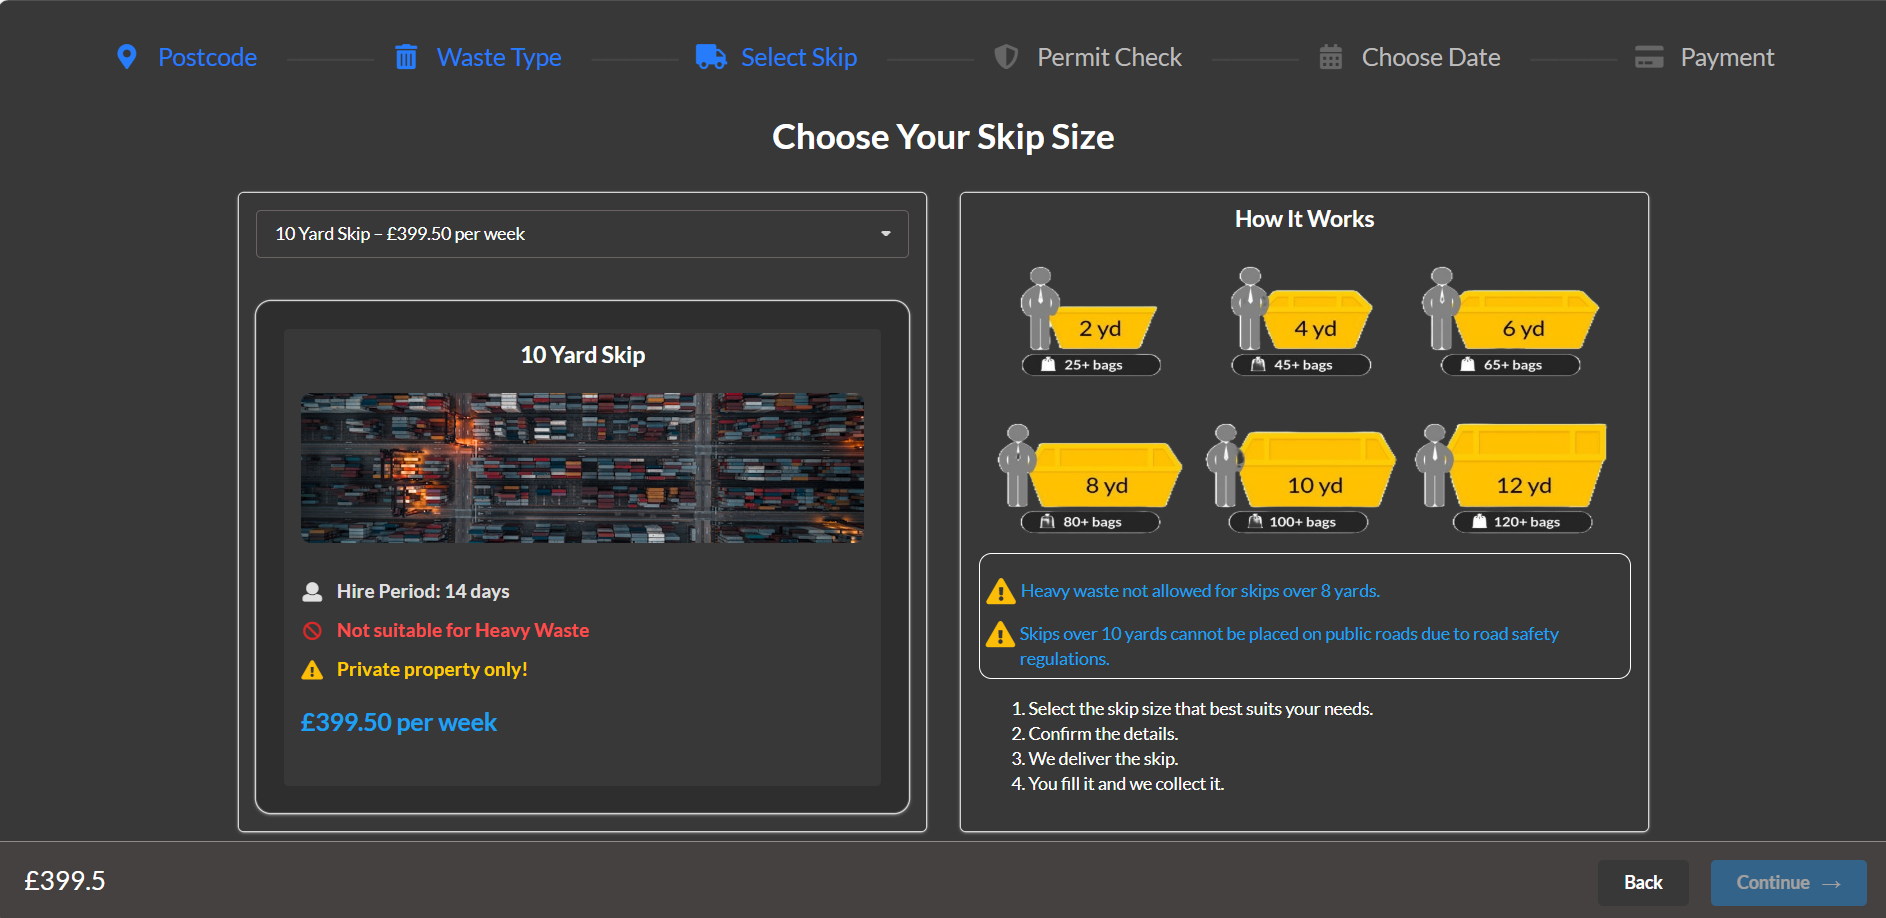 Postcode
Waste Type
Select Skip
Permit Check
Choose Date
Payment
Choose Your Skip Size
10 Yard Skip – £399.50 per week
10 Yard Skip
Hire Period: 14 days
Not suitable for Heavy Waste
Private property only!
£399.50 per week
How It Works
2 yd
25+ bags
4 yd
45+ bags
6 yd
65+ bags
8 yd
80+ bags
10 yd
100+ bags
12 yd
120+ bags
Heavy waste not allowed for skips over 8 yards.
Skips over 10 yards cannot be placed on public roads due to road safety
regulations.
1. Select the skip size that best suits your needs.
2. Confirm the details.
3. We deliver the skip.
4. You fill it and we collect it.
£399.5
Back
Continue →